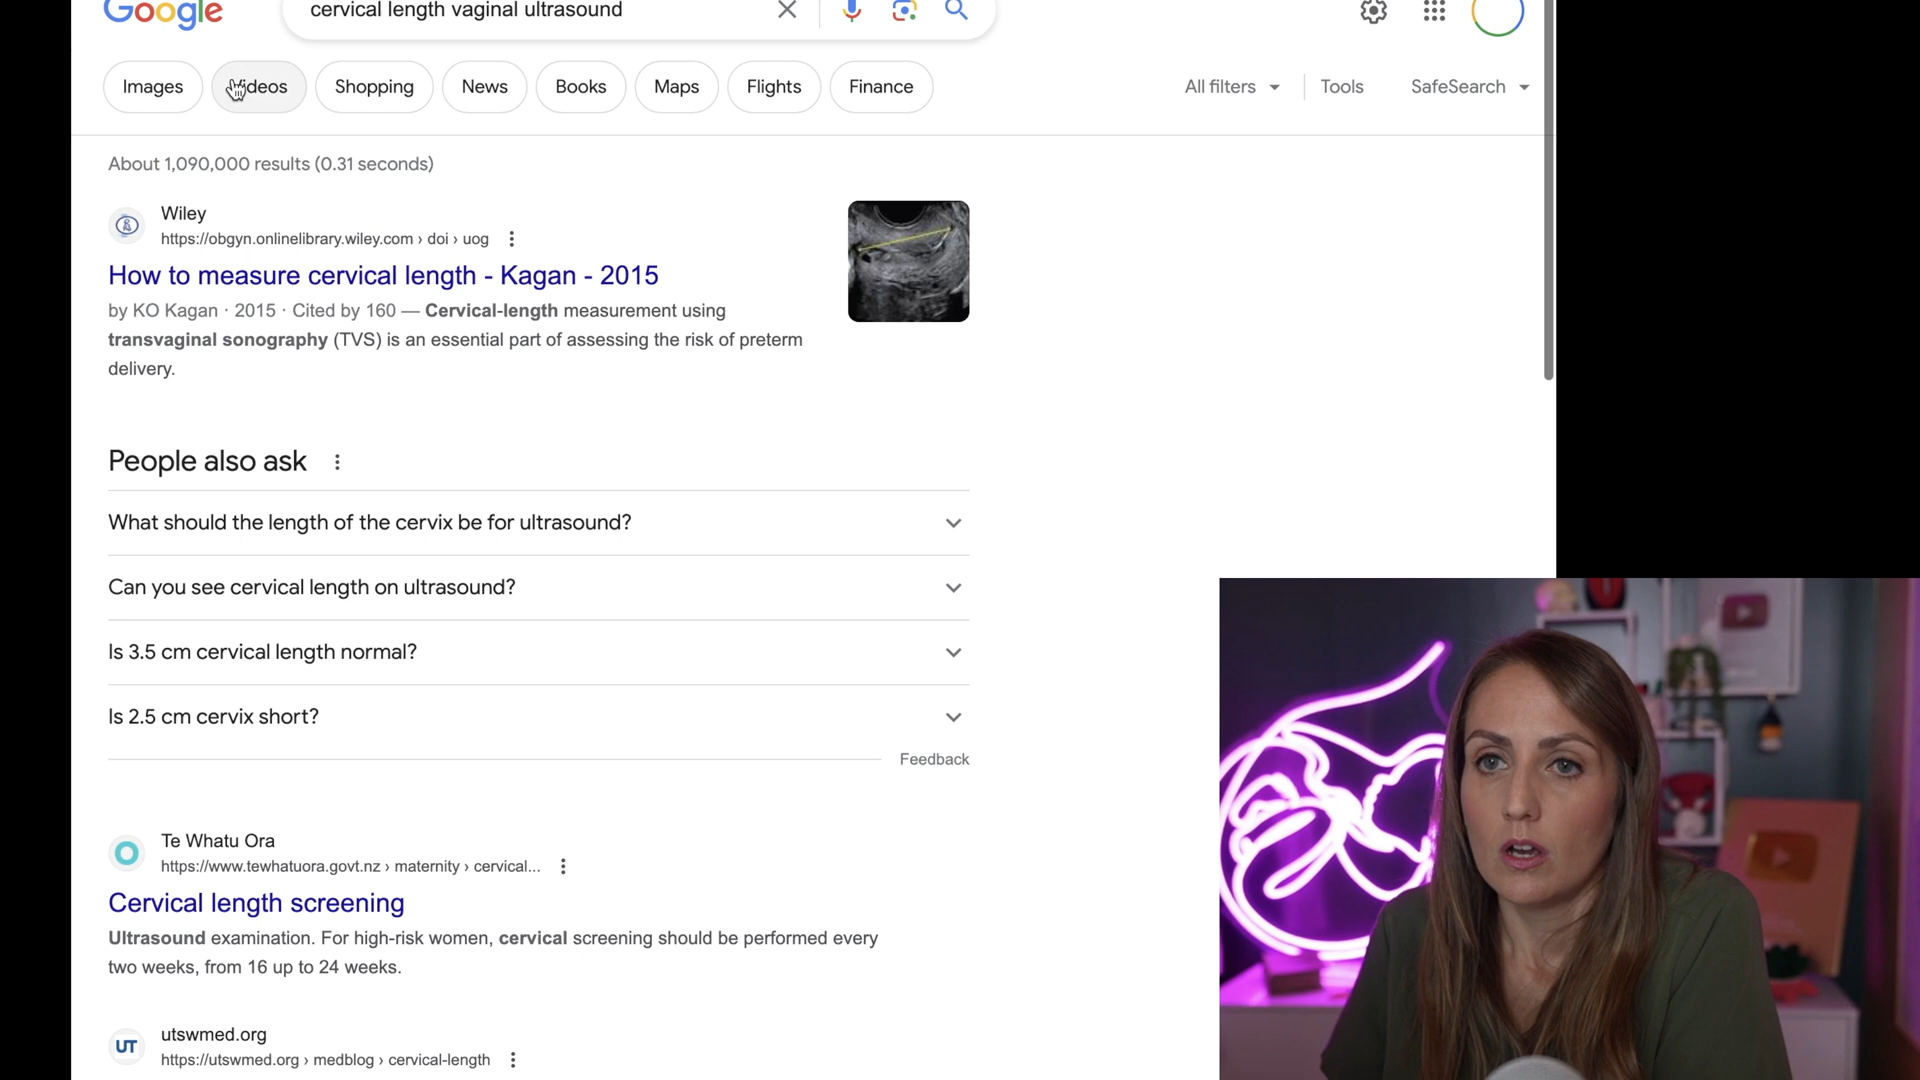 Google
cervical length vaginal ultrasound
Images
Videos
Shopping
News
Books
Maps
Flights
Finance
All filters
Tools
SafeSearch
About 1,090,000 results (0.31 seconds)
Wiley
https://obgyn.onlinelibrary.wiley.com › doi › uog
How to measure cervical length - Kagan - 2015
by KO Kagan · 2015 · Cited by 160 — Cervical-length measurement using
transvaginal sonography (TVS) is an essential part of assessing the risk of preterm
delivery.
People also ask
What should the length of the cervix be for ultrasound?
Can you see cervical length on ultrasound?
Is 3.5 cm cervical length normal?
Is 2.5 cm cervix short?
Feedback
Te Whatu Ora
https://www.tewhatuora.govt.nz › maternity › cervical...
Cervical length screening
Ultrasound examination. For high-risk women, cervical screening should be performed every
two weeks, from 16 up to 24 weeks.
UT
utswmed.org
https://utswmed.org › medblog › cervical-length